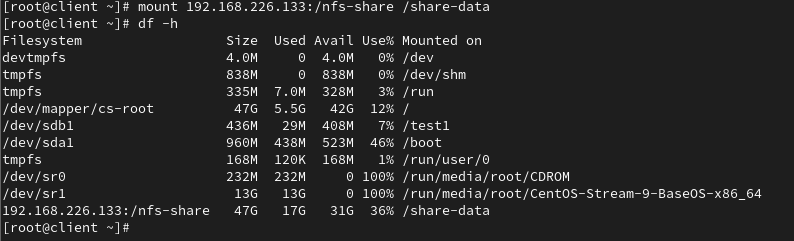 [root@client ~]# mount 192.168.226.133:/nfs-share /share-data
[root@client ~]# df -h
Filesystem                  Size  Used Avail Use% Mounted on
devtmpfs                    4.0M     0  4.0M   0% /dev
tmpfs                       838M     0  838M   0% /dev/shm
tmpfs                       335M  7.0M  328M   3% /run
/dev/mapper/cs-root          47G  5.5G   42G  12% /
/dev/sdb1                   436M   29M  408M   7% /test1
/dev/sda1                   960M  438M  523M  46% /boot
tmpfs                       168M  120K  168M   1% /run/user/0
/dev/sr0                    232M  232M     0 100% /run/media/root/CDROM
/dev/sr1                     13G   13G     0 100% /run/media/root/CentOS-Stream-9-BaseOS-x86_64
192.168.226.133:/nfs-share   47G   17G   31G  36% /share-data
[root@client ~]#